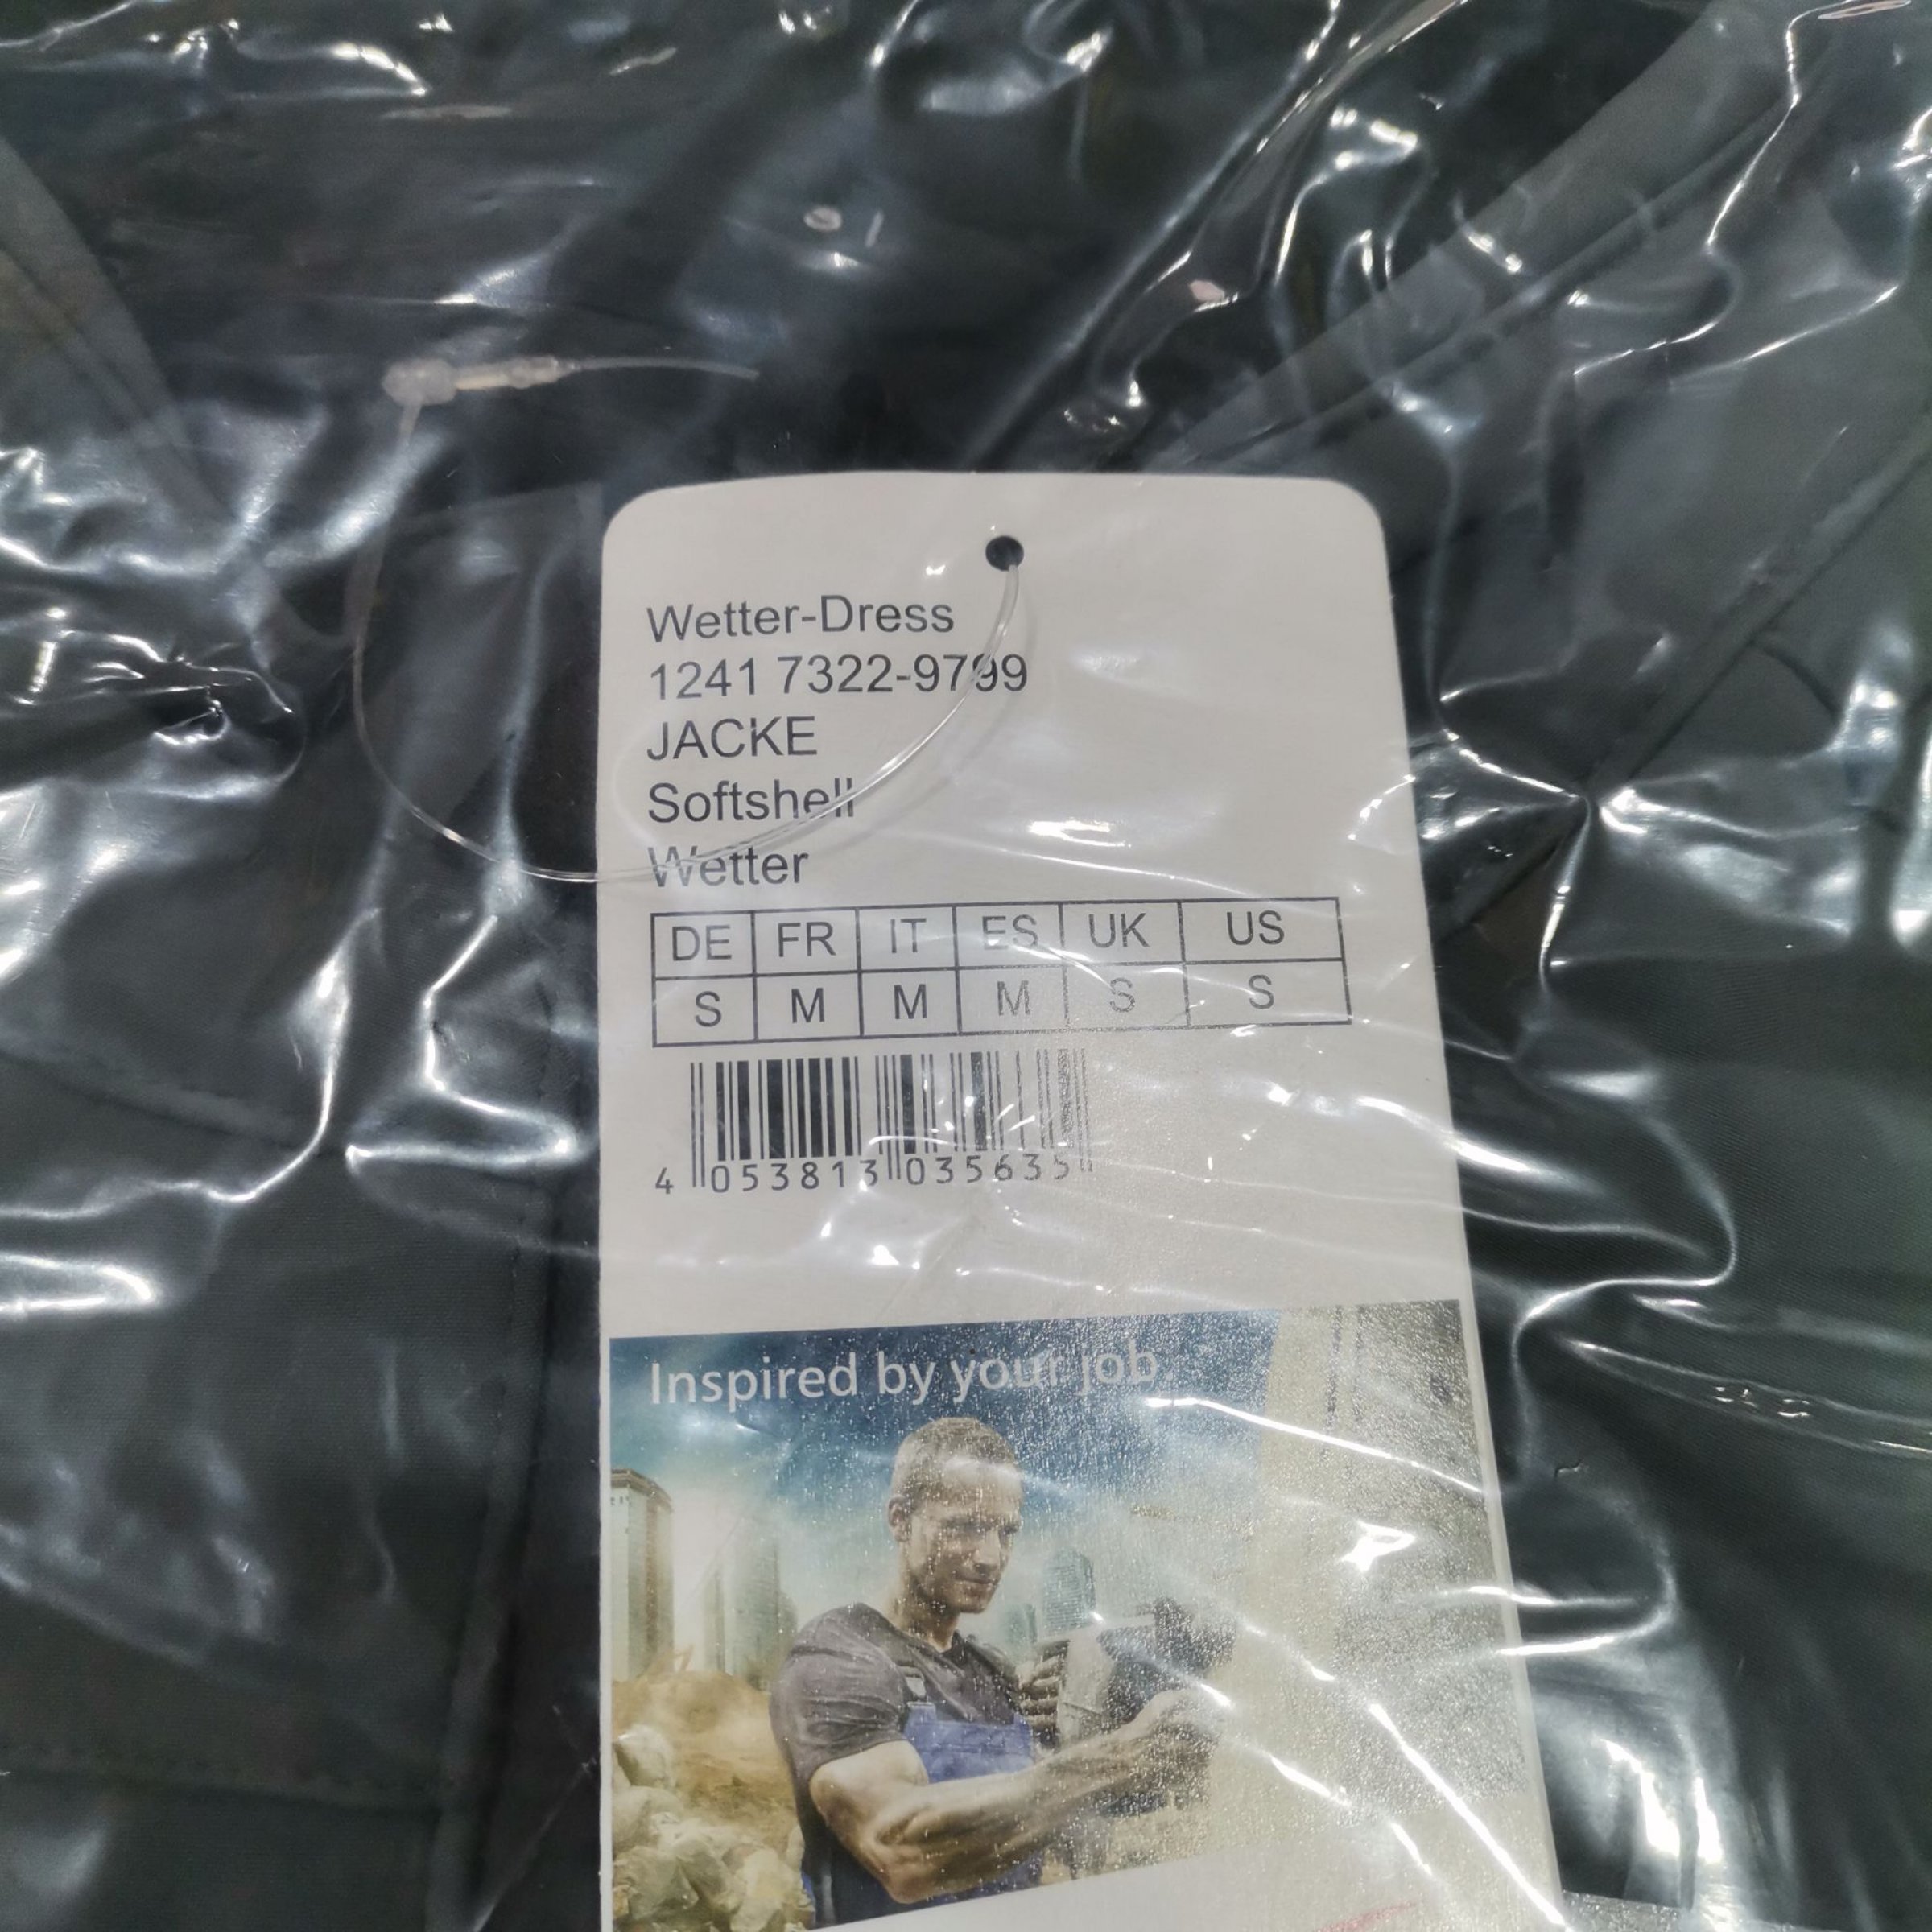 Wetter-Dress
1241 7322-9799
JACKE
Softshell
Wetter
DE FR IT ES UK US
S M M M S S
4 053813 035635
Inspired by your job.